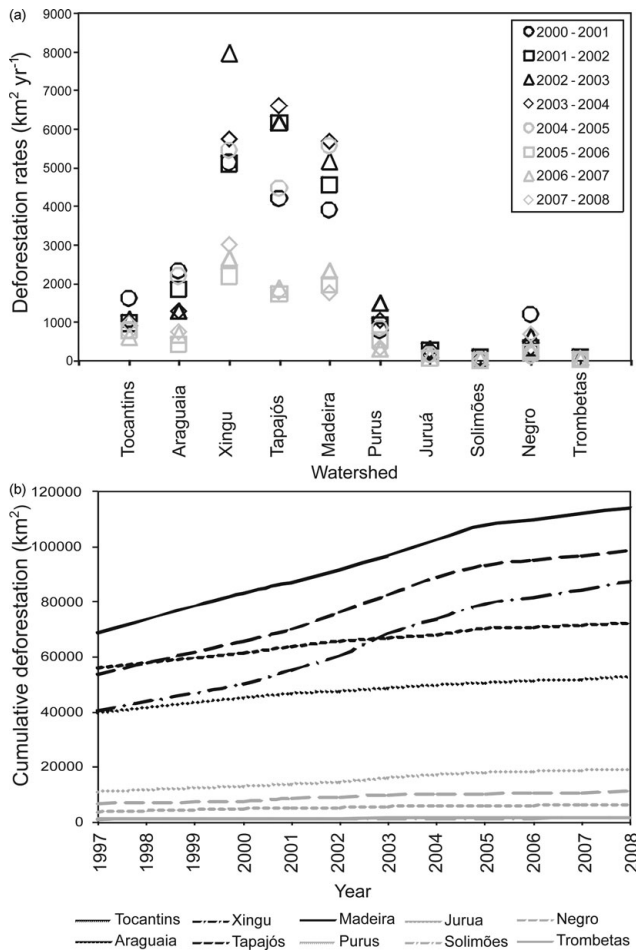 (a)
9000
8000
7000
6000
5000
4000
3000
2000
1000
0
Deforestation rates (km² yr⁻¹)
2000 - 2001
2001 - 2002
2002 - 2003
2003 - 2004
2004 - 2005
2005 - 2006
2006 - 2007
2007 - 2008
Tocantins
Araguaia
Xingu
Tapajós
Madeira
Purus
Juruá
Solimões
Negro
Trombetas
Watershed
(b)
120000
100000
80000
60000
40000
20000
0
Cumulative deforestation (km²)
1997
1998
1999
2000
2001
2002
2003
2004
2005
2006
2007
2008
Year
Tocantins Xingu Madeira Jurua Negro
Araguaia Tapajós Purus Solimões Trombetas